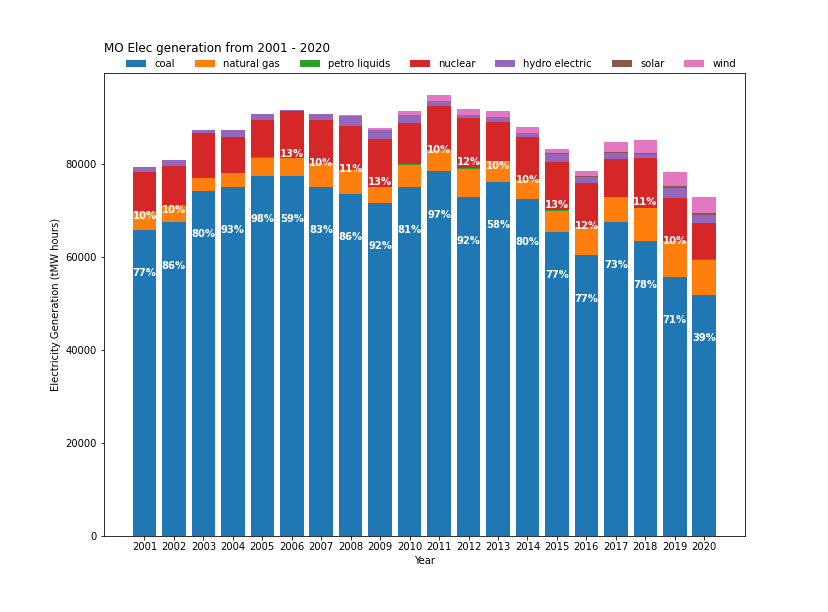 MO Elec generation from 2001 - 2020
coal natural gas petro liquids nuclear hydro electric solar wind
Electricity Generation (tMW hours)
80000
60000
40000
20000
0
10% 10% 13% 10% 11% 13% 10% 12% 10% 10% 13% 12% 11% 10%
77% 86% 80% 93% 98% 59% 83% 86% 92% 81% 97% 92% 58% 80% 77% 77% 73% 78% 71% 39%
2001 2002 2003 2004 2005 2006 2007 2008 2009 2010 2011 2012 2013 2014 2015 2016 2017 2018 2019 2020
Year